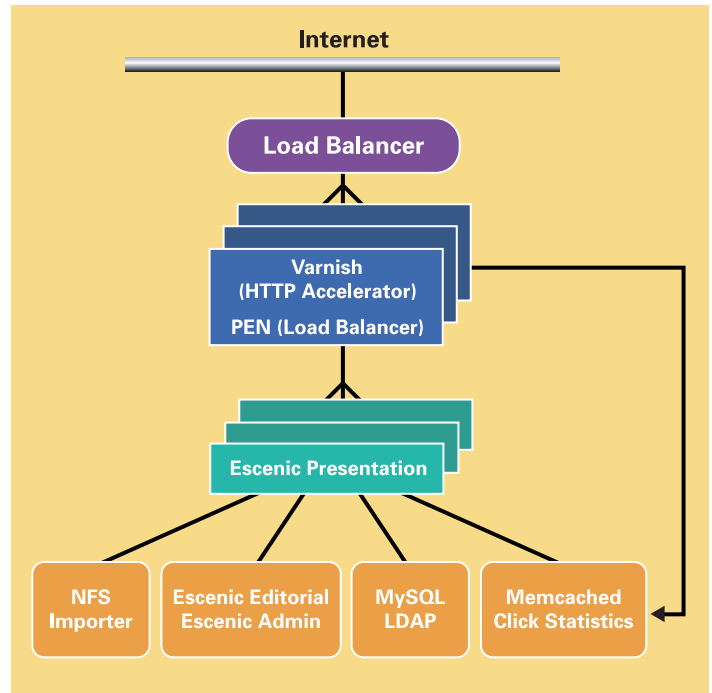 Internet
Load Balancer
Varnish
(HTTP Accelerator)
PEN (Load Balancer)
Escenic Presentation
NFS
Importer
Escenic Editorial
Escenic Admin
MySQL
LDAP
Memcached
Click Statistics